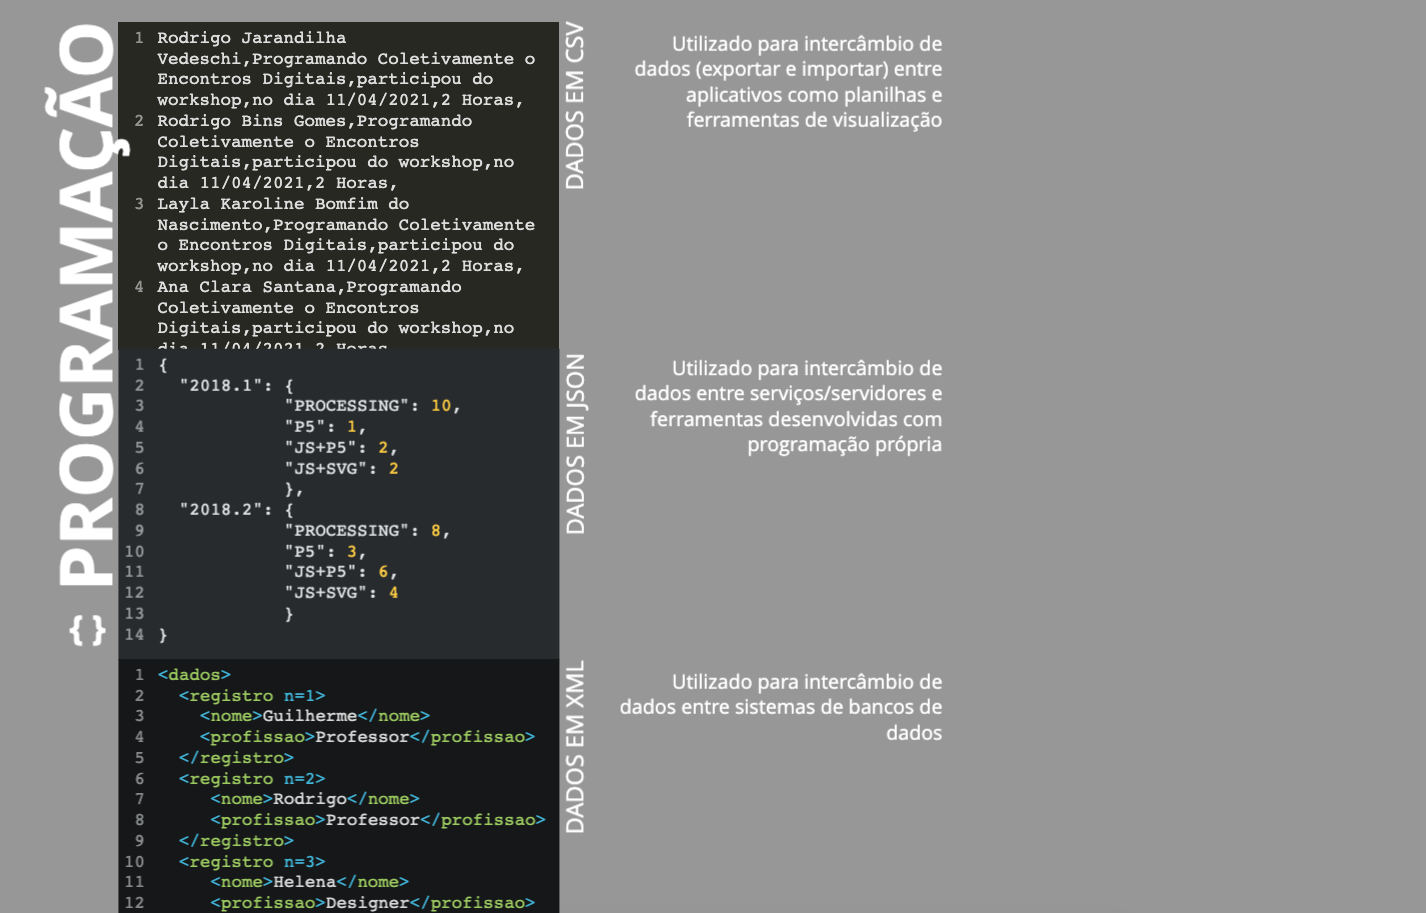 {} PROGRAMAÇÃO
1 Rodrigo Jarandilha
Vedeschi,Programando Coletivamente o
Encontros Digitais,participou do
workshop,no dia 11/04/2021,2 Horas,
2 Rodrigo Bins Gomes,Programando
Coletivamente o Encontros
Digitais,participou do workshop,no
dia 11/04/2021,2 Horas,
3 Layla Karoline Bomfim do
Nascimento,Programando Coletivamente
o Encontros Digitais,participou do
workshop,no dia 11/04/2021,2 Horas,
4 Ana Clara Santana,Programando
Coletivamente o Encontros
Digitais,participou do workshop,no
dia 11/04/2021,2 Horas
DADOS EM CSV
Utilizado para intercâmbio de
dados (exportar e importar) entre
aplicativos como planilhas e
ferramentas de visualização
1 {
2 "2018.1": {
3 "PROCESSING": 10,
4 "P5": 1,
5 "JS+P5": 2,
6 "JS+SVG": 2
7 },
8 "2018.2": {
9 "PROCESSING": 8,
10 "P5": 3,
11 "JS+P5": 6,
12 "JS+SVG": 4
13 }
14 }
DADOS EM JSON
Utilizado para intercâmbio de
dados entre serviços/servidores e
ferramentas desenvolvidas com
programação própria
1 <dados>
2 <registro n=1>
3 <nome>Guilherme</nome>
4 <profissao>Professor</profissao>
5 </registro>
6 <registro n=2>
7 <nome>Rodrigo</nome>
8 <profissao>Professor</profissao>
9 </registro>
10 <registro n=3>
11 <nome>Helena</nome>
12 <profissao>Designer</profissao>
DADOS EM XML
Utilizado para intercâmbio de
dados entre sistemas de bancos de
dados